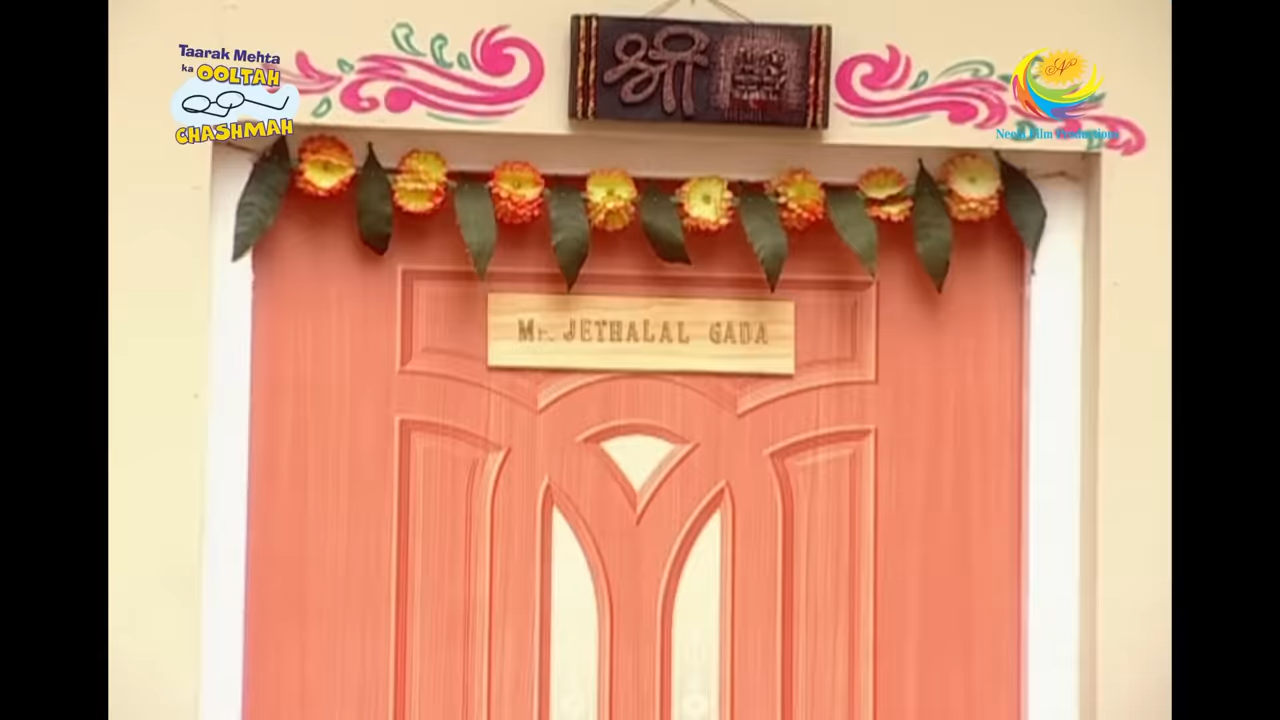 Taarak Mehta
ka OOLTAH
CHASHMAH
श्री
Neela Film Productions
Mr. JETHALAL GADA